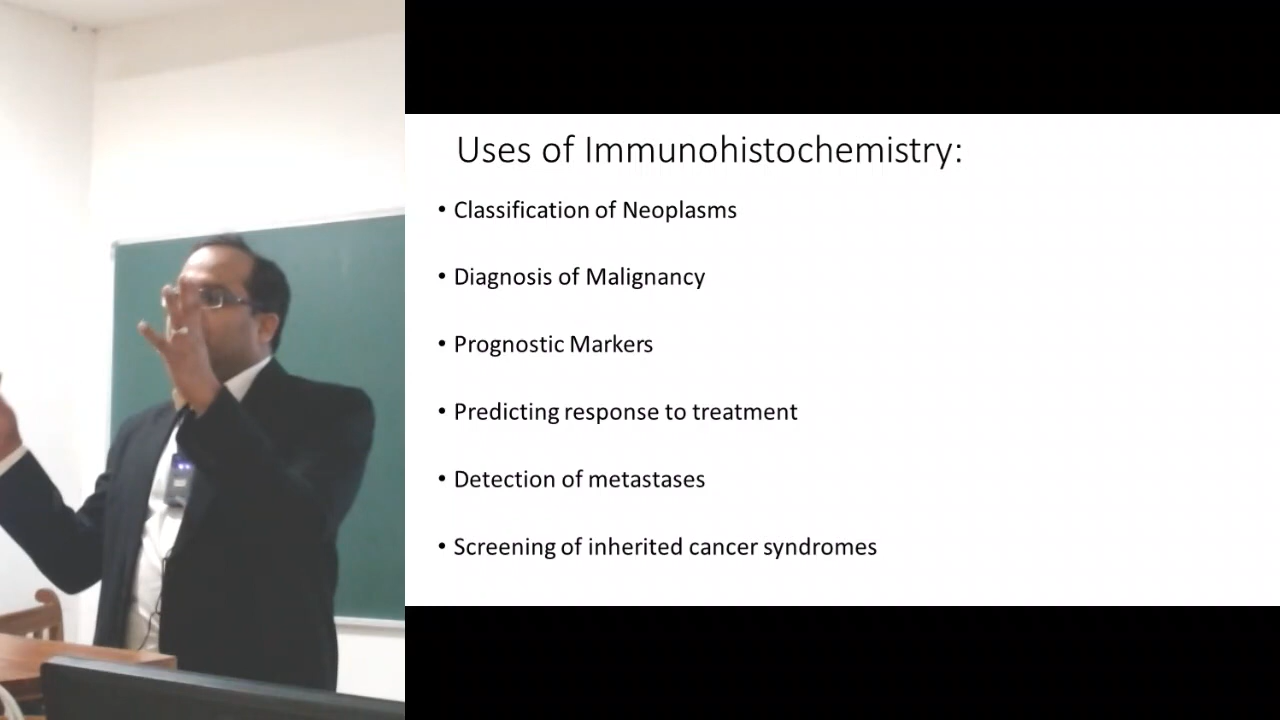 Uses of Immunohistochemistry:
• Classification of Neoplasms
• Diagnosis of Malignancy
• Prognostic Markers
• Predicting response to treatment
• Detection of metastases
• Screening of inherited cancer syndromes